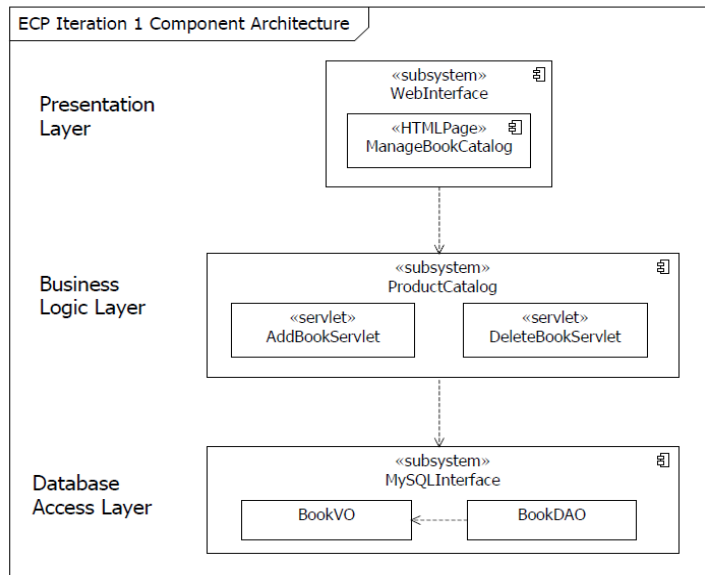 ECP Iteration 1 Component Architecture
Presentation
Layer
«subsystem»
WebInterface
«HTMLPage»
ManageBookCatalog
Business
Logic Layer
«subsystem»
ProductCatalog
«servlet»
AddBookServlet
«servlet»
DeleteBookServlet
Database
Access Layer
«subsystem»
MySQLInterface
BookVO
BookDAO